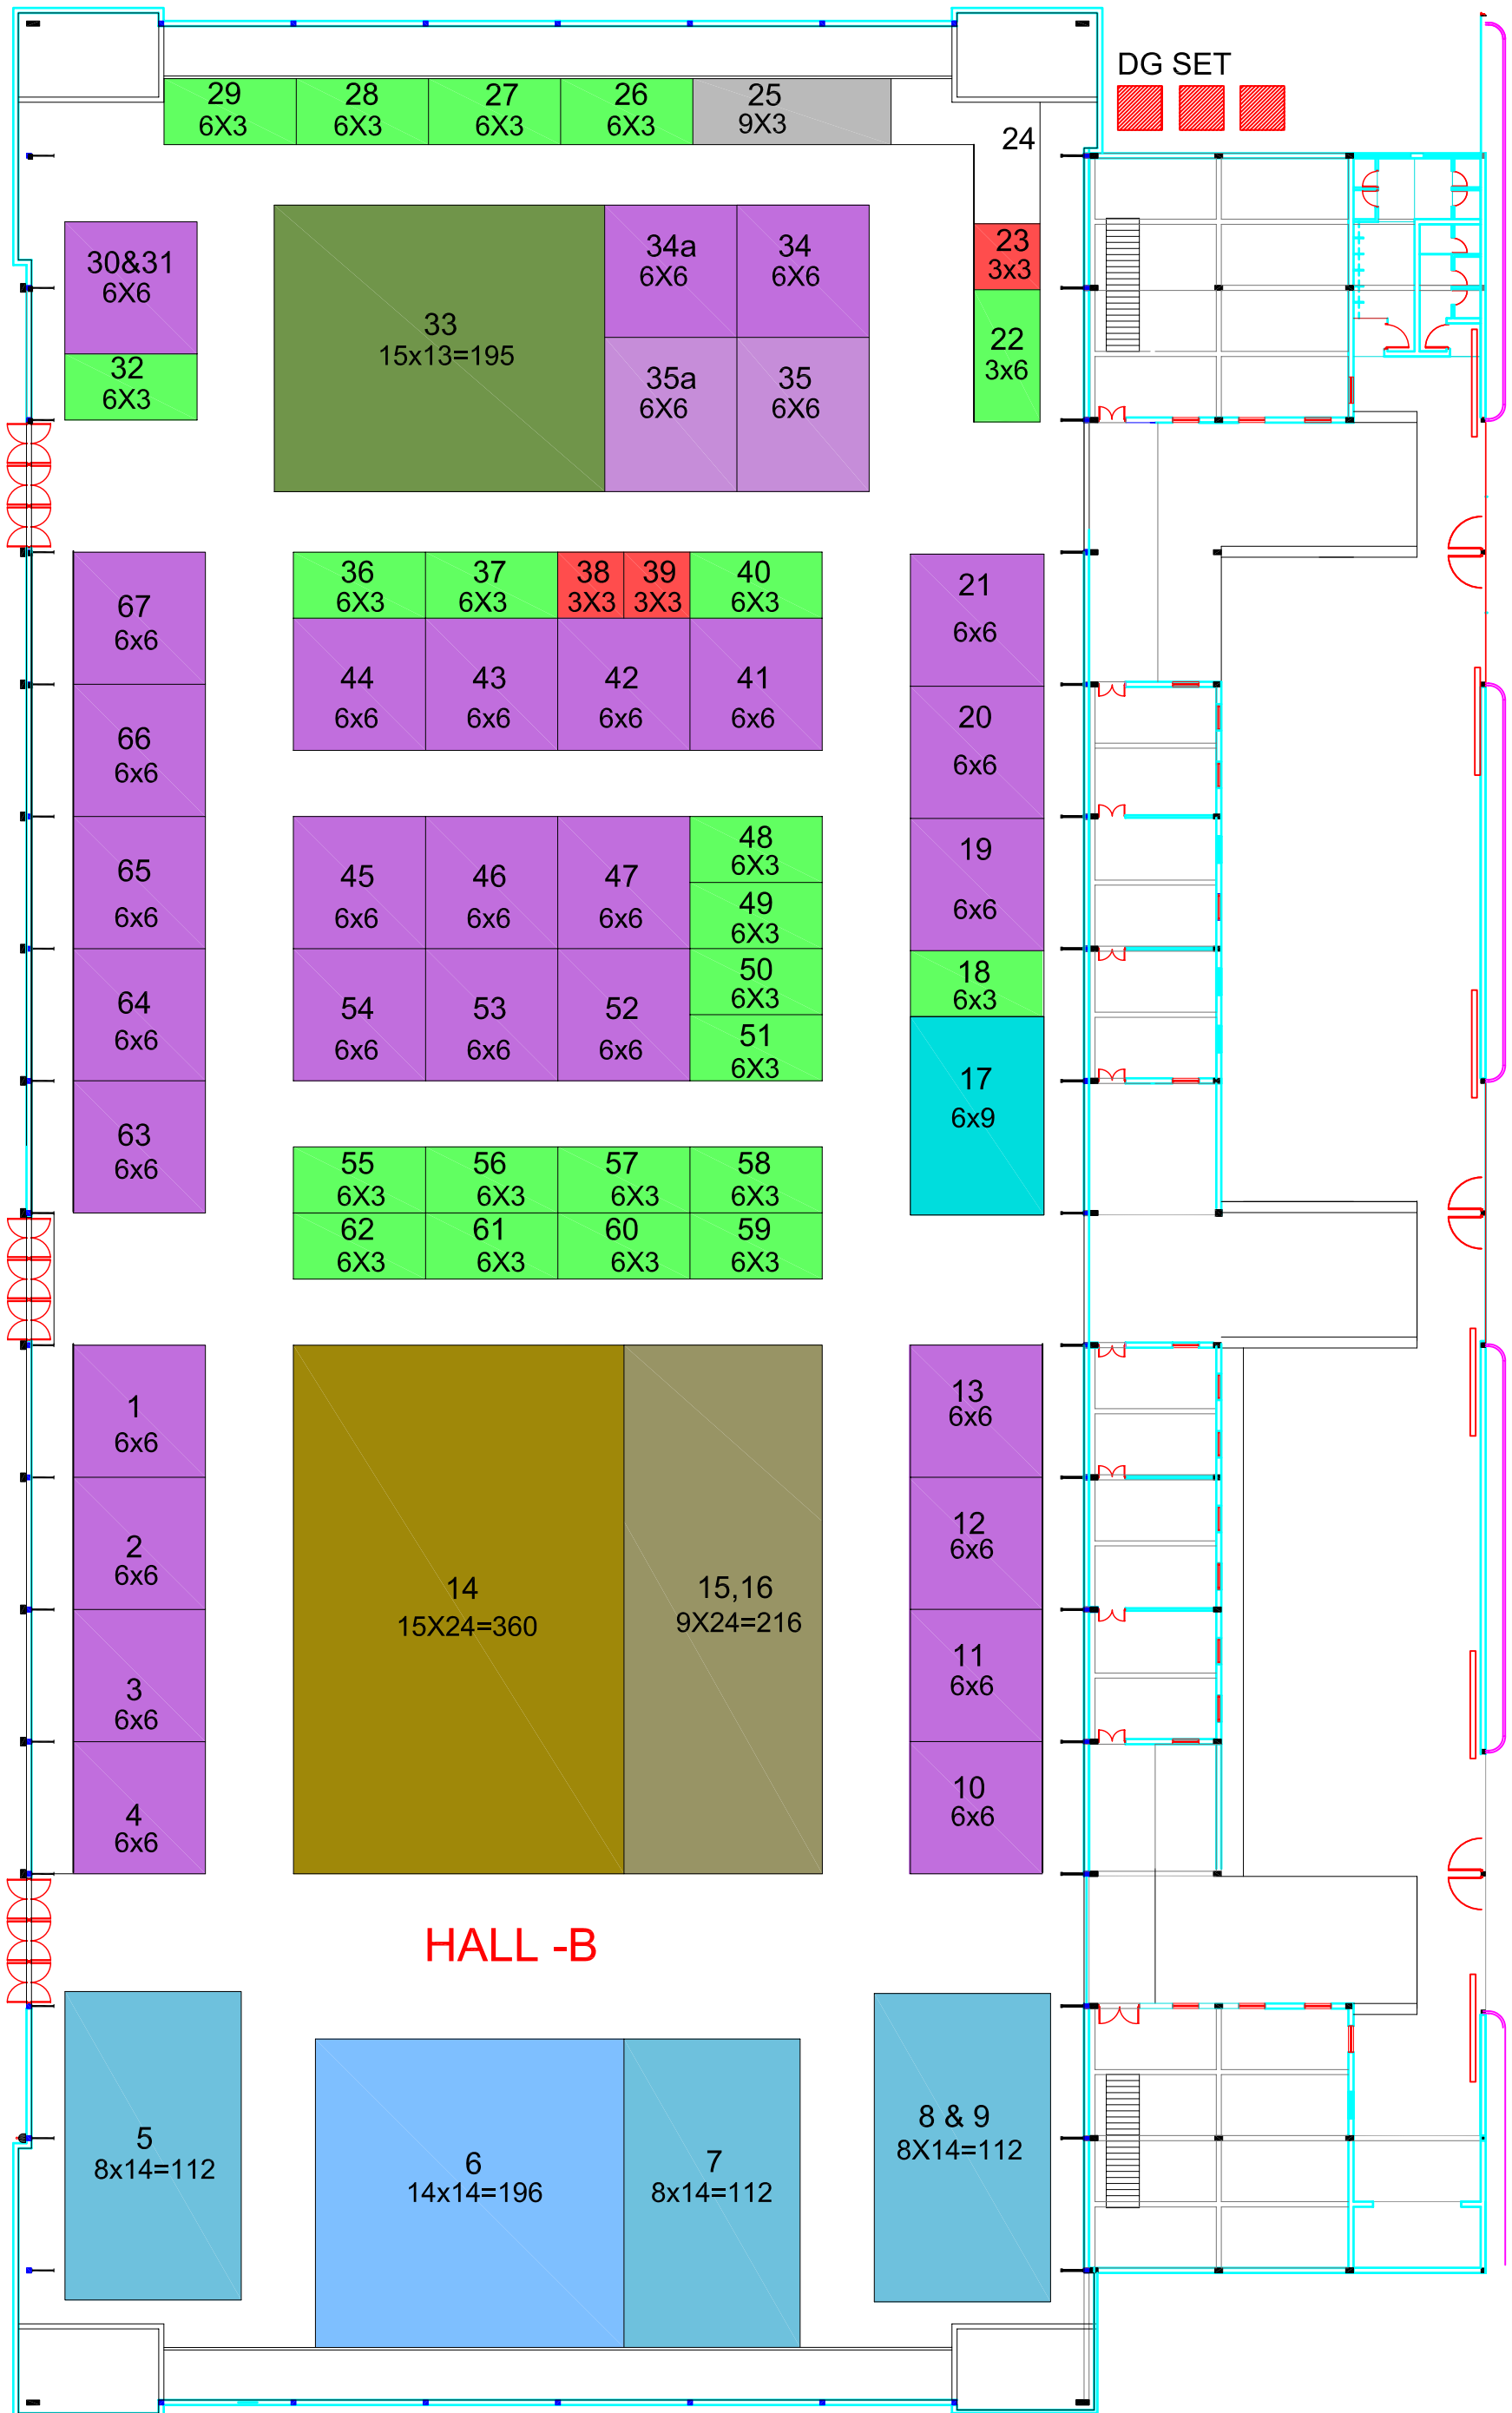 DG SET
29
6X3
28
6X3
27
6X3
26
6X3
25
9X3
24
23
3x3
22
3x6
30&31
6X6
32
6X3
33
15x13=195
34a
6X6
34
6X6
35a
6X6
35
6X6
67
6x6
66
6x6
65
6x6
64
6x6
63
6x6
36
6X3
37
6X3
38
3X3
39
3X3
40
6X3
44
6x6
43
6x6
42
6x6
41
6x6
21
6x6
20
6x6
19
6x6
18
6x3
17
6x9
45
6x6
46
6x6
47
6x6
48
6X3
49
6X3
50
6X3
51
6X3
54
6x6
53
6x6
52
6x6
55
6X3
56
6X3
57
6X3
58
6X3
62
6X3
61
6X3
60
6X3
59
6X3
1
6x6
2
6x6
3
6x6
4
6x6
14
15X24=360
15,16
9X24=216
13
6x6
12
6x6
11
6x6
10
6x6
HALL -B
5
8x14=112
6
14x14=196
7
8x14=112
8 & 9
8X14=112